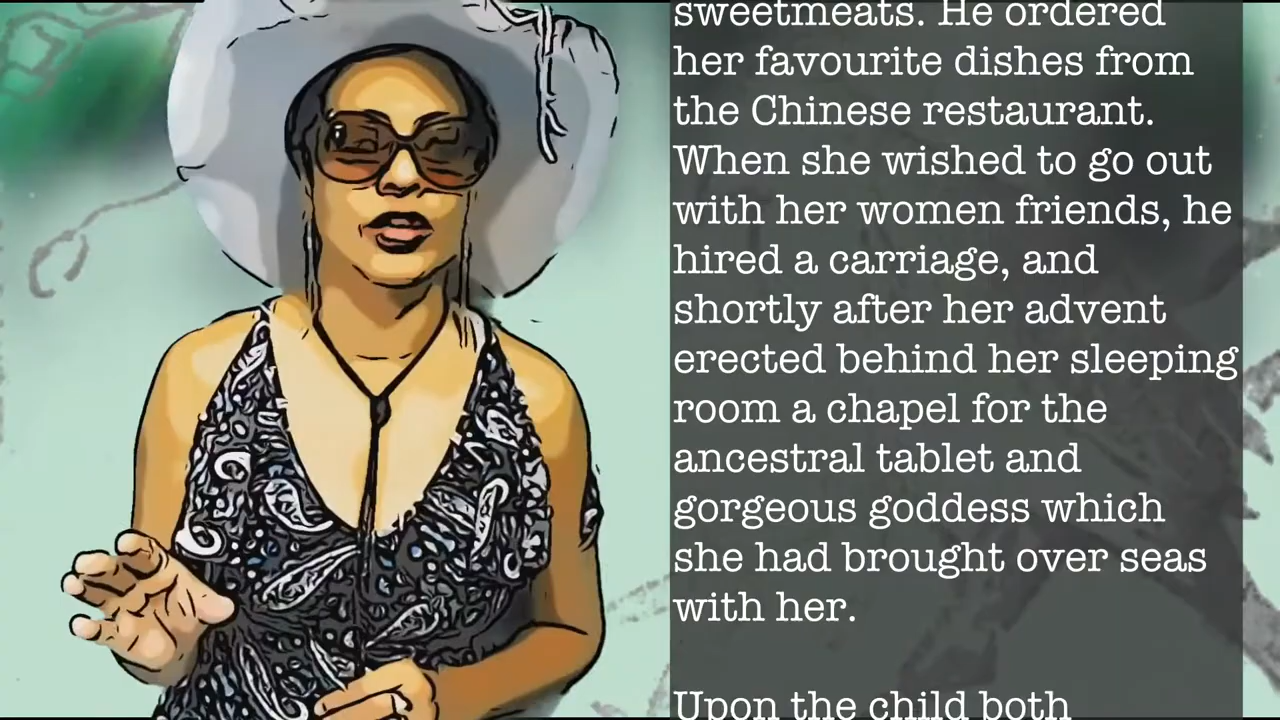 sweetmeats. He ordered
her favourite dishes from
the Chinese restaurant.
When she wished to go out
with her women friends, he
hired a carriage, and
shortly after her advent
erected behind her sleeping
room a chapel for the
ancestral tablet and
gorgeous goddess which
she had brought over seas
with her.
Upon the child both